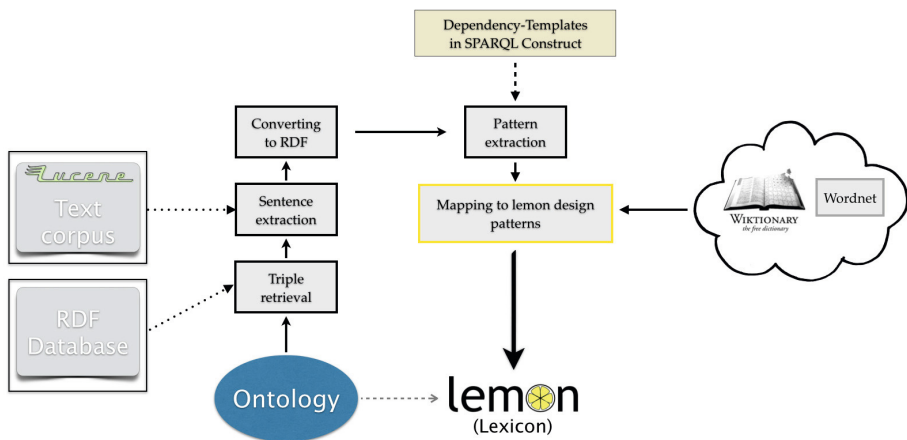 Dependency-Templates
in SPARQL Construct
Converting
to RDF
Pattern
extraction
Lucene
Text
corpus
Sentence
extraction
Mapping to lemon design
patterns
WIKTIONARY
the free dictionary
Wordnet
Triple
retrieval
RDF
Database
Ontology
lemon
(Lexicon)